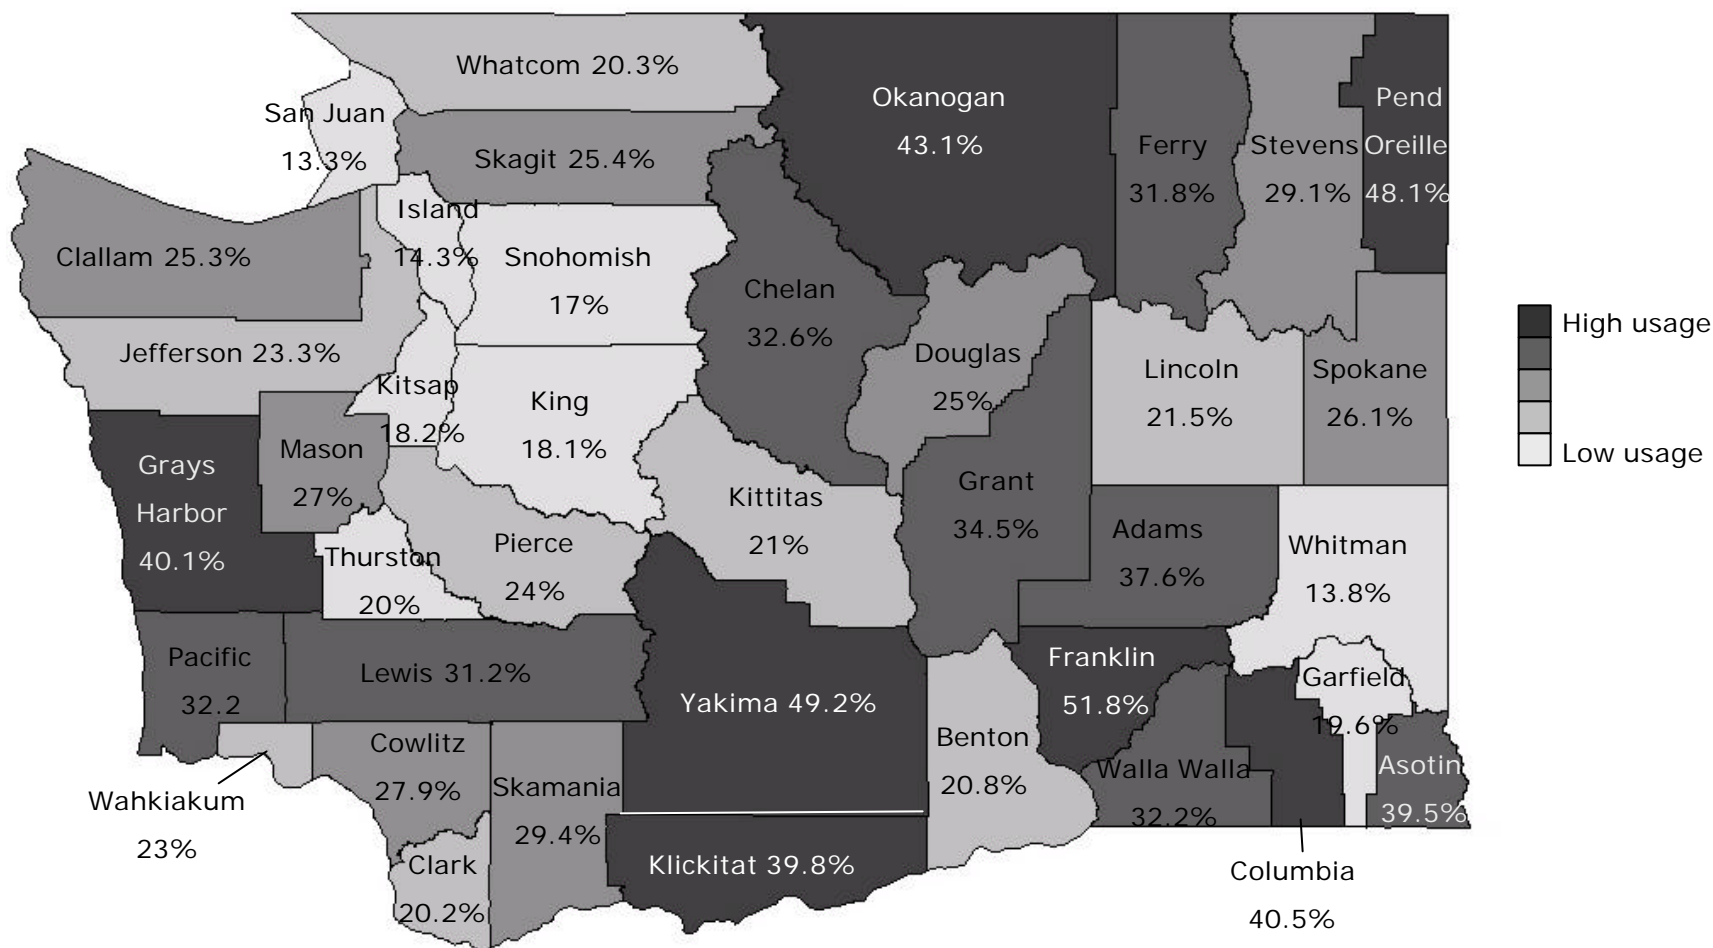 Whatcom 20.3%
Okanogan
43.1%
Pend
Oreille
48.1%
San Juan
13.3%
Skagit 25.4%
Ferry
31.8%
Stevens
29.1%
Island
14.3%
Clallam 25.3%
Snohomish
17%
Chelan
32.6%
High usage
Low usage
Jefferson 23.3%
Douglas
25%
Lincoln
21.5%
Spokane
26.1%
Kitsap
18.2%
King
18.1%
Mason
27%
Grays
Harbor
40.1%
Kittitas
21%
Grant
34.5%
Adams
37.6%
Whitman
13.8%
Thurston
20%
Pierce
24%
Pacific
32.2
Lewis 31.2%
Yakima 49.2%
Franklin
51.8%
Garfield
19.6%
Benton
20.8%
Cowlitz
27.9%
Skamania
29.4%
Walla Walla
32.2%
Asotin
39.5%
Wahkiakum
23%
Clark
20.2%
Klickitat 39.8%
Columbia
40.5%